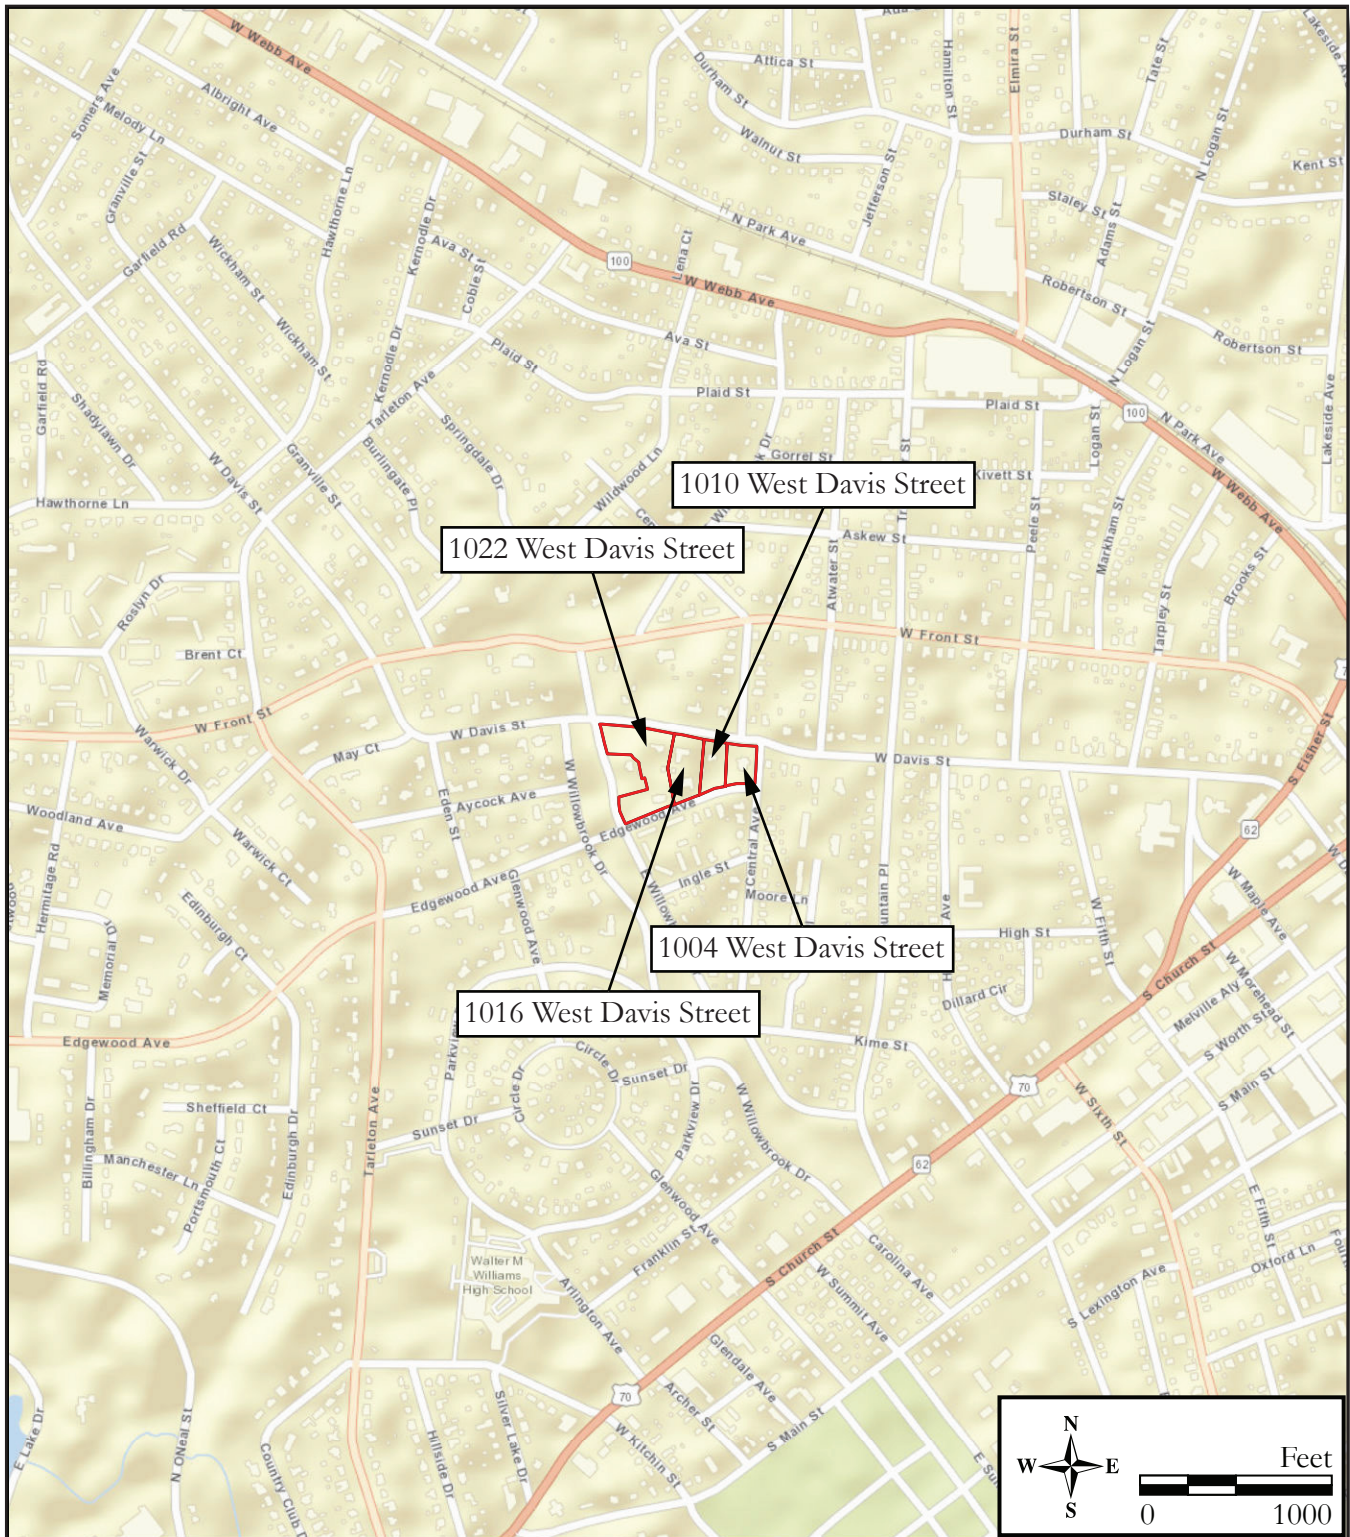 W Webb Ave
Somers Ave
Melody Ln
Albright Ave
Granville St
Garfield Rd
Wickham St
Wickham St
Hawthorne Ln
Kernodle Dr
Ava St
Coble St
Durham St
Attica St
Walnut St
Hamilton St
Elmira St
Tate St
Durham St
N Logan St
Kent St
Jefferson St
Staley St
Adams St
N Park Ave
100
Lena Ct
W Webb Ave
Robertson St
Robertson St
N Logan St
Ava St
Plaid St
Plaid St
Plaid St
Kernodle Dr
Tarleton Ave
Garfield Rd
Shadylawn Dr
W Davis St
Granville St
Burlingate Pl
Springdale Dr
Wildwood Ln
Gorrel St
Logan St
100
N Park Ave
W Webb Ave
Lakeside Ave
Hawthorne Ln
1010 West Davis Street
Kivett St
Peele St
Markham St
Askew St
1022 West Davis Street
Atwater St
Tarpley St
Brooks St
Roslyn Dr
Brent Ct
W Front St
W Front St
Warwick Dr
May Ct
W Davis St
W Davis St
S Fisher St
62
Eden St
Aycock Ave
W Willowbrook Dr
Edgewood Ave
Woodland Ave
Hermitage Rd
Warwick Ct
Edgewood Ave
Glenwood Ave
Ingle St
Central Ave
Moore Ln
W Maple Ave
W Fifth St
High St
Edinburgh Ct
Memorial Dr
1004 West Davis Street
1016 West Davis Street
Dillard Cir
S Church St
W Morehead St
Melville Aly
S Worth St
S Main St
Edgewood Ave
Kime St
Circle Dr
Circle Dr
Sunset Dr
Sunset Dr
Parkview Dr
W Willowbrook Dr
70
W Sixth St
Sheffield Ct
Billingham Dr
Manchester Ln
Portsmouth Ct
Edinburgh Dr
Tarleton Ave
62
Glenwood Ave
Franklin St
S Church St
Carolina Ave
W Summit Ave
E Fifth St
Oxford Ln
S Lexington Ave
Walter M
Williams
High School
Arlington Ave
Glendale Ave
70
Archer St
S Main St
W Kitchin St
Silver Lake Dr
Hillside Dr
N ONeal St
E Lake Dr
N
W
E
S
Feet
0
1000